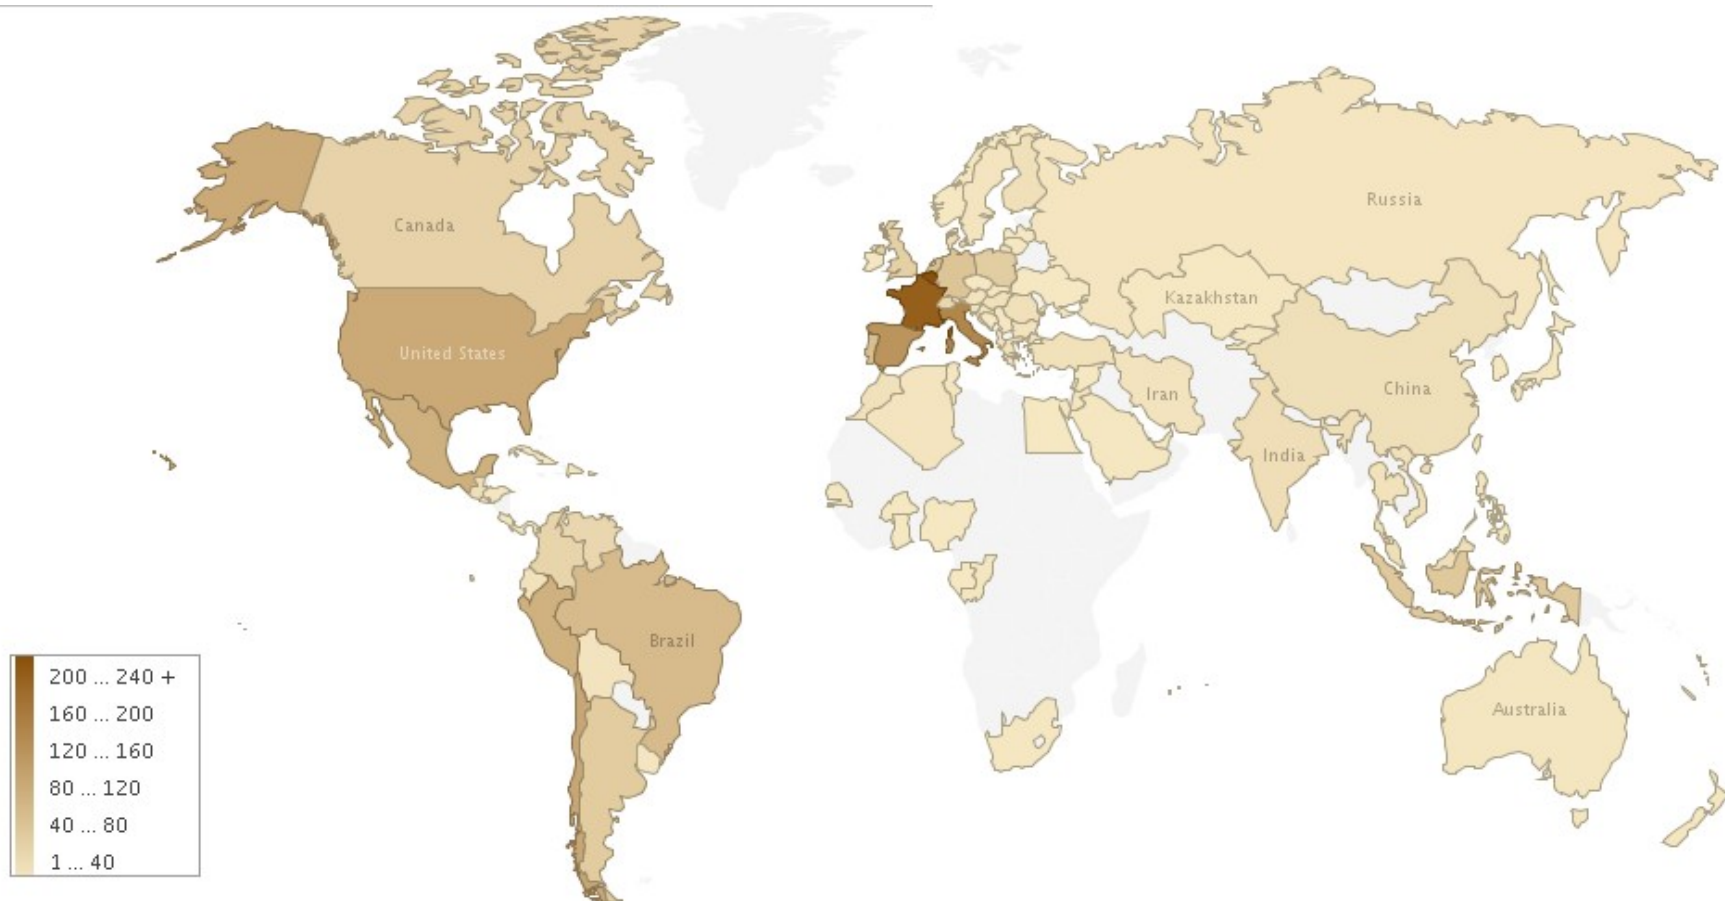 Russia
Canada
Kazakhstan
United States
China
Iran
India
Brazil
200 ... 240 +
160 ... 200
120 ... 160
80 ... 120
40 ... 80
1 ... 40
Australia